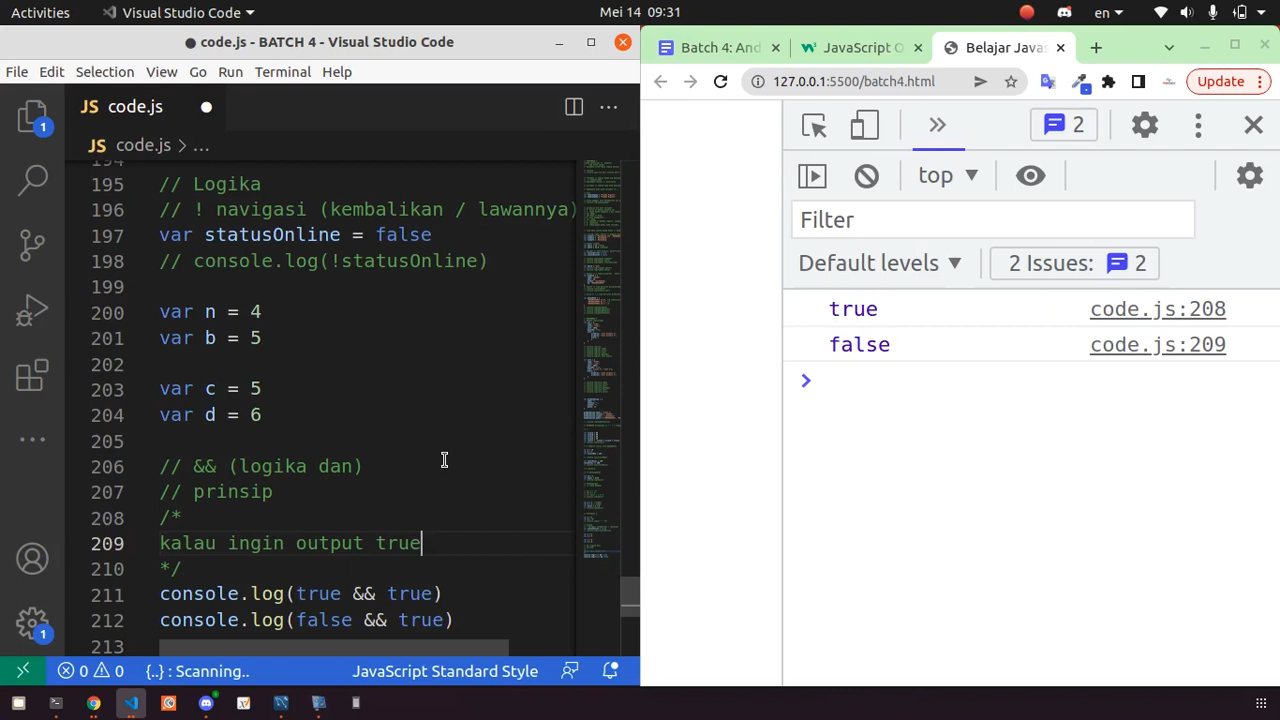 Activities
Visual Studio Code
Mei 14 09:31
en
code.js - BATCH 4 - Visual Studio Code
File Edit Selection View Go Run Terminal Help
JS code.js
JS code.js > ...
194
195 // Logika
196 // ! navigasi (kembalikan / lawannya)
197 var statusOnline = false
198 // console.log(!statusOnline)
199
200 var n = 4
201 var b = 5
202
203 var c = 5
204 var d = 6
205
206 // && (logika dan)
207 // prinsip
208 /*
209 kalau ingin output true
210 */
211 console.log(true && true)
212 console.log(false && true)
213
1
1
0 0 {..} : Scanning.. JavaScript Standard Style
Batch 4: And
JavaScript O
Belajar Javas
127.0.0.1:5500/batch4.html
Update
2
top
Filter
Default levels
2 Issues: 2
true code.js:208
false code.js:209